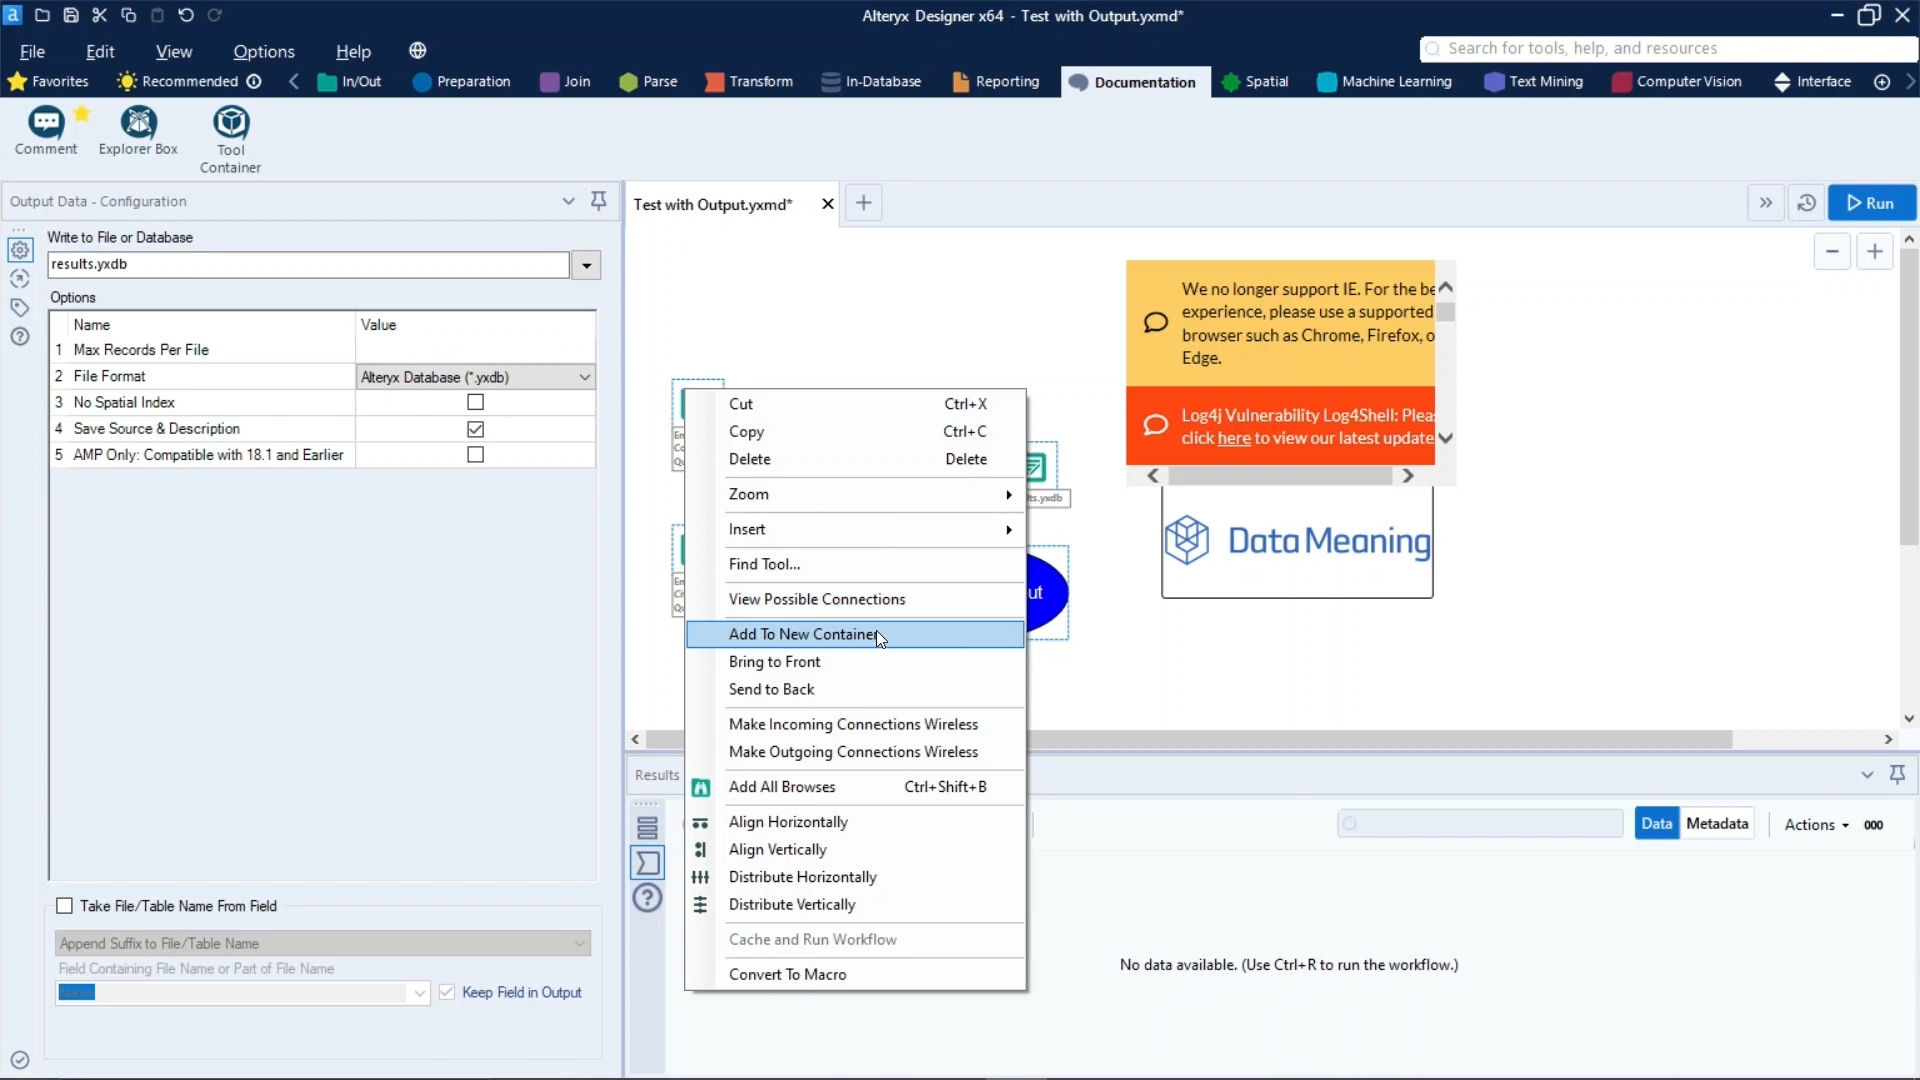 a
Alteryx Designer x64 - Test with Output.yxmd*
File Edit View Options Help
Search for tools, help, and resources
Favorites Recommended In/Out Preparation Join Parse Transform In-Database Reporting Documentation Spatial Machine Learning Text Mining Computer Vision Interface
Comment
Explorer Box
Tool
Container
Output Data - Configuration
Write to File or Database
results.yxdb
Options
Name Value
1 Max Records Per File
2 File Format Alteryx Database (*.yxdb)
3 No Spatial Index
4 Save Source & Description
5 AMP Only: Compatible with 18.1 and Earlier
Take File/Table Name From Field
Append Suffix to File/Table Name
Field Containing File Name or Part of File Name
Keep Field in Output
Test with Output.yxmd*
Run
Cut Ctrl+X
Copy Ctrl+C
Delete Delete
Zoom
Insert
Find Tool...
View Possible Connections
Add To New Container
Bring to Front
Send to Back
Make Incoming Connections Wireless
Make Outgoing Connections Wireless
Add All Browses Ctrl+Shift+B
Align Horizontally
Align Vertically
Distribute Horizontally
Distribute Vertically
Cache and Run Workflow
Convert To Macro
lts.yxdb
ut
We no longer support IE. For the be
experience, please use a supported
browser such as Chrome, Firefox, o
Edge.
Log4j Vulnerability Log4Shell: Pleas
click here to view our latest update
Data Meaning
Results
Data Metadata Actions 000
No data available. (Use Ctrl+R to run the workflow.)